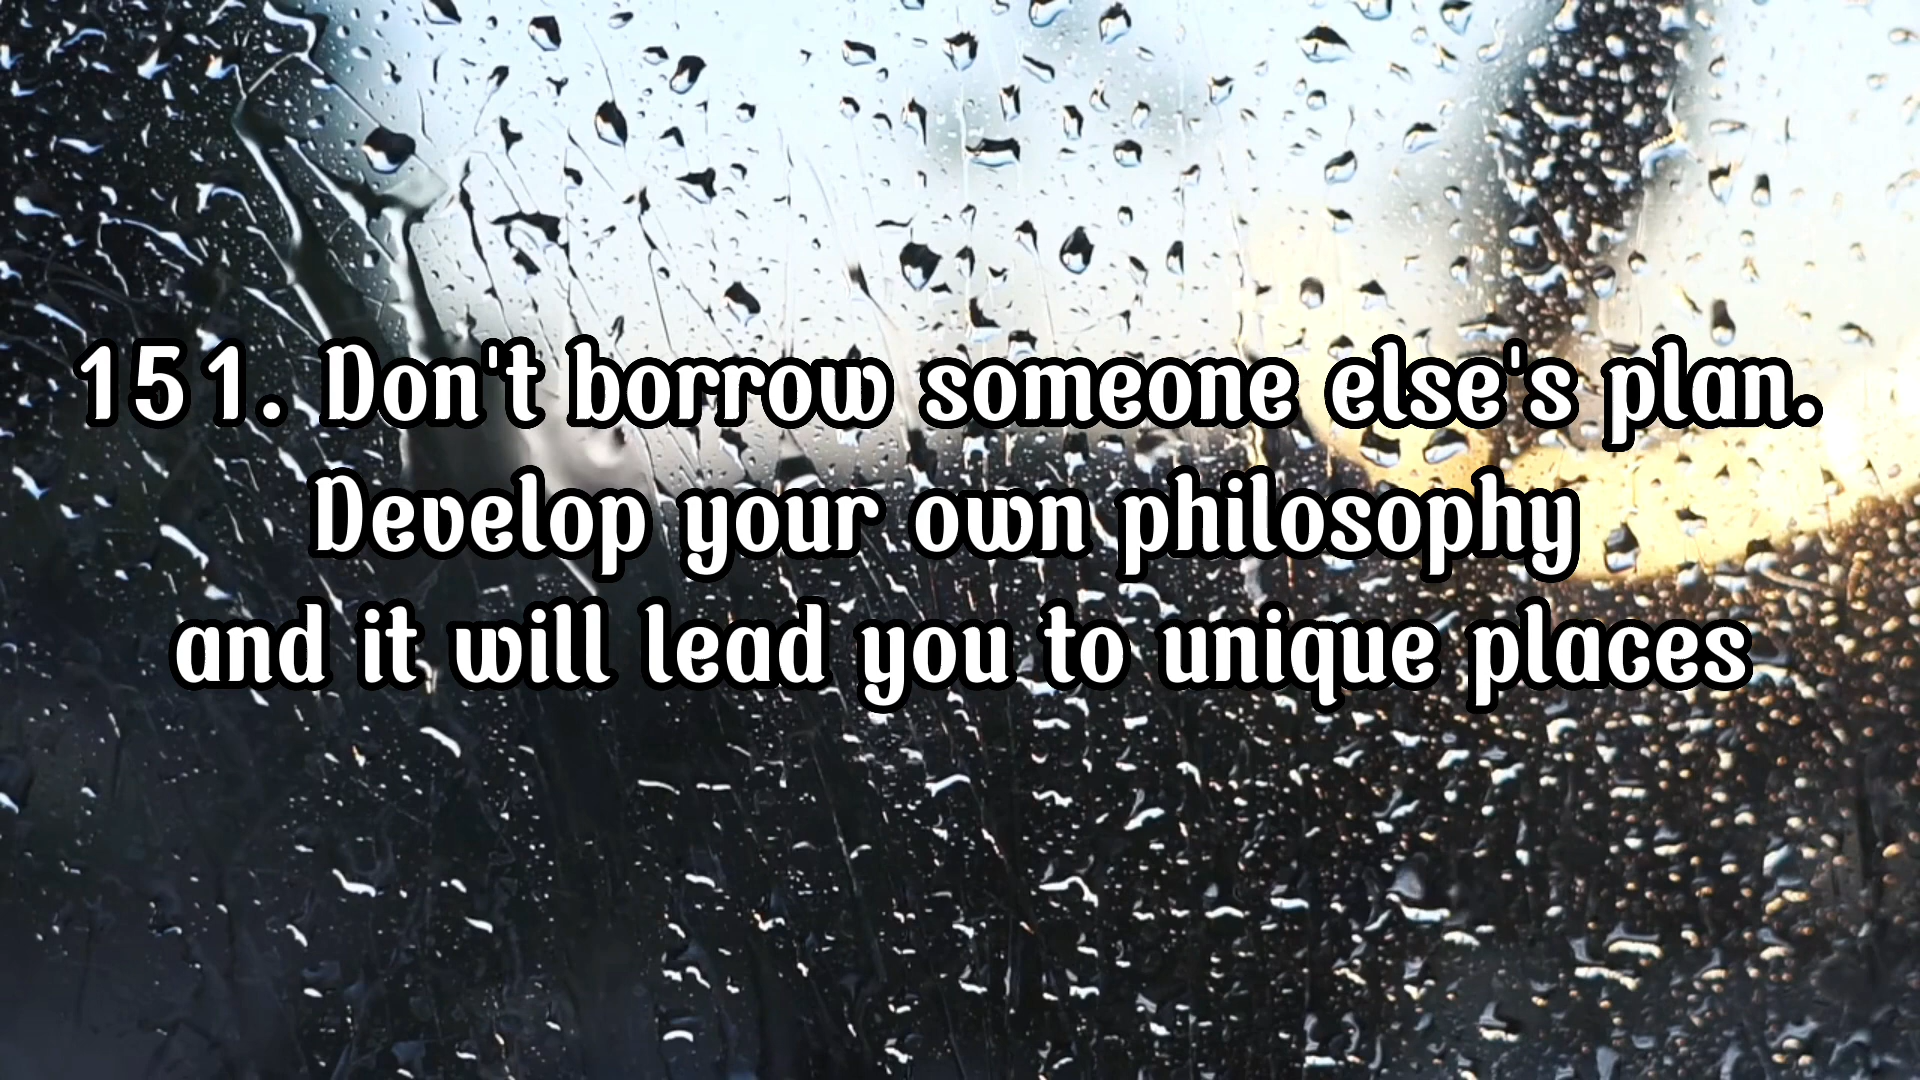 151. Don't borrow someone else's plan.
Develop your own philosophy
and it will lead you to unique places